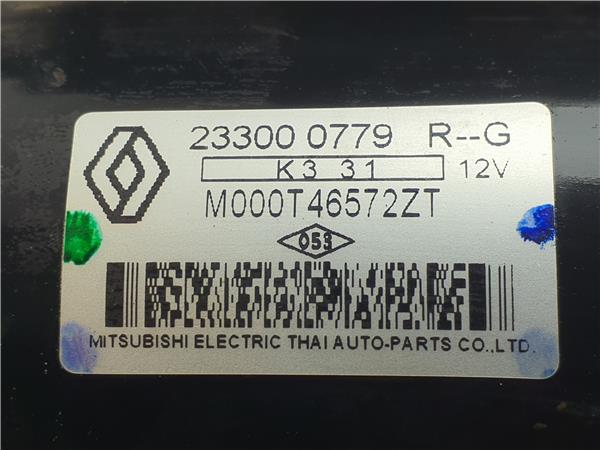 23300 0779 R--G
K3 31 12V
M000T46572ZT
053
MITSUBISHI ELECTRIC THAI AUTO-PARTS CO.,LTD.